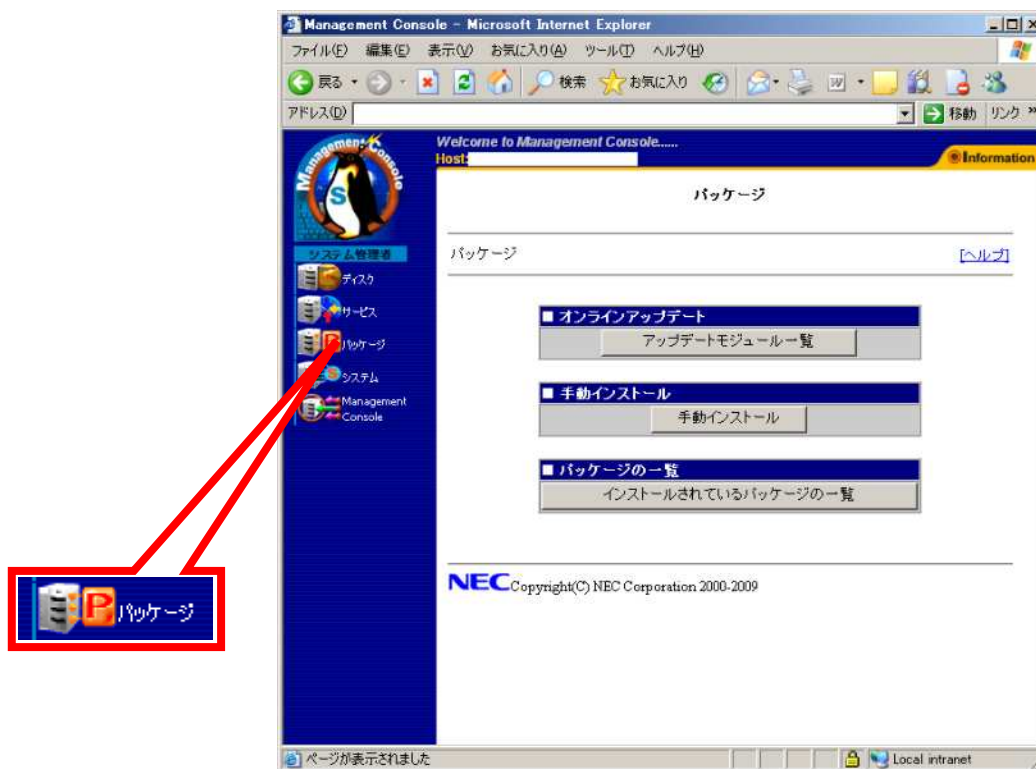 Management Console - Microsoft Internet Explorer
ファイル(F) 編集(E) 表示(V) お気に入り(A) ツール(T) ヘルプ(H)
戻る 検索 お気に入り
アドレス(D) 移動 リンク »
Management Console
S
Welcome to Management Console......
Host:
Information
システム管理者
ディスク
サービス
パッケージ
システム
Management
Console
パッケージ
パッケージ [ヘルプ]
■ オンラインアップデート
アップデートモジュール一覧
■ 手動インストール
手動インストール
■ パッケージの一覧
インストールされているパッケージの一覧
NEC Copyright(C) NEC Corporation 2000-2009
P パッケージ
ページが表示されました Local intranet